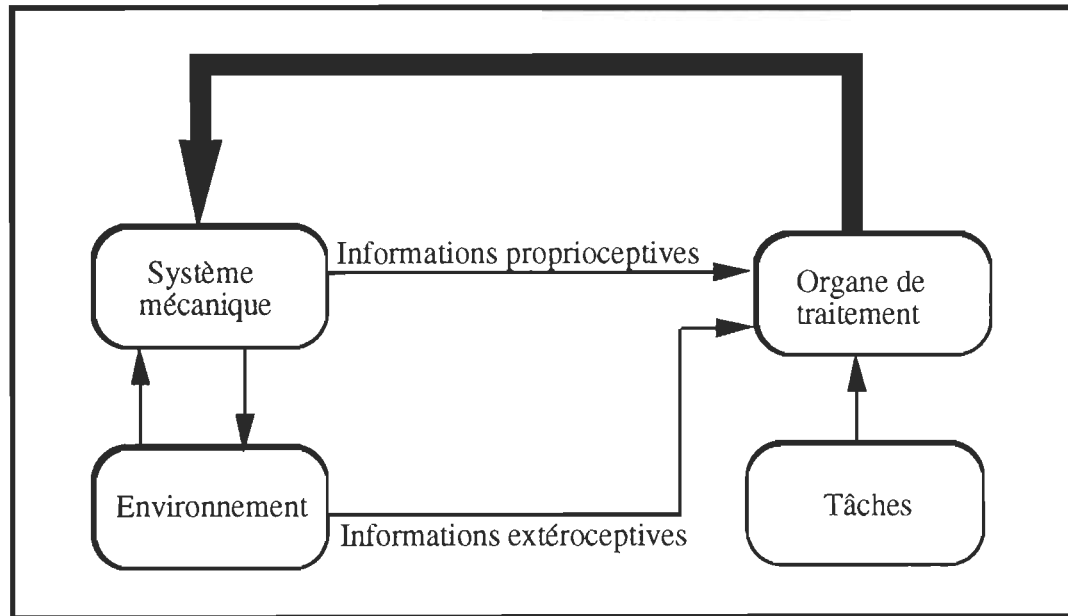 Informations proprioceptives
Système
mécanique
Organe de
traitement
Environnement
Informations extéroceptives
Tâches